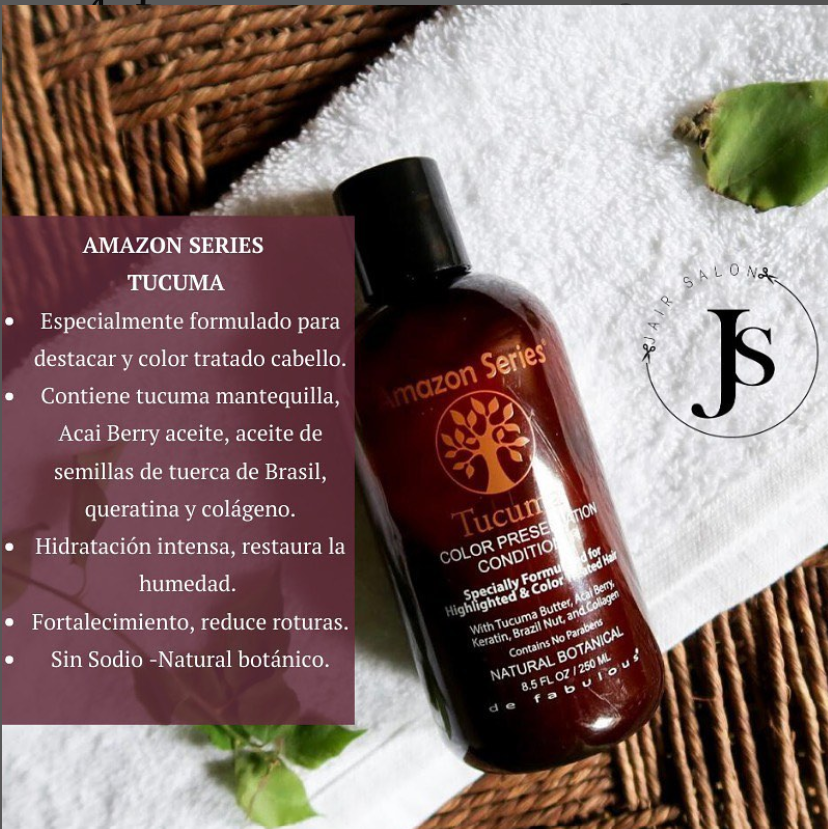 AMAZON SERIES
TUCUMA
• Especialmente formulado para
destacar y color tratado cabello.
• Contiene tucuma mantequilla,
Acai Berry aceite, aceite de
semillas de tuerca de Brasil,
queratina y colágeno.
• Hidratación intensa, restaura la
humedad.
• Fortalecimiento, reduce roturas.
• Sin Sodio -Natural botánico.
HAIR SALON
JS
Amazon Series
Tucuma
COLOR PRESERVATION
CONDITIONER
Specially Formulated for
Highlighted & Color Treated Hair
With Tucuma Butter, Acai Berry,
Keratin, Brazil Nut, and Collagen
Contains No Parabens
NATURAL BOTANICAL
8.5 FL OZ / 250 ML
de fabulous